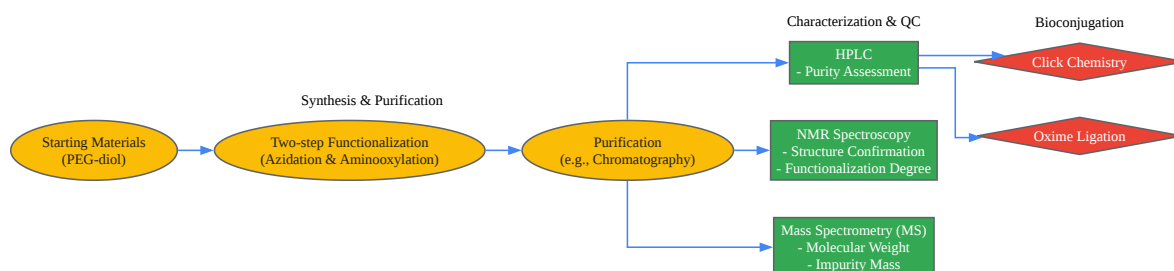 Characterization & QC
Bioconjugation
HPLC
- Purity Assessment
Click Chemistry
Synthesis & Purification
Starting Materials
(PEG-diol)
Two-step Functionalization
(Azidation & Aminooxylation)
Purification
(e.g., Chromatography)
NMR Spectroscopy
- Structure Confirmation
- Functionalization Degree
Oxime Ligation
Mass Spectrometry (MS)
- Molecular Weight
- Impurity Mass